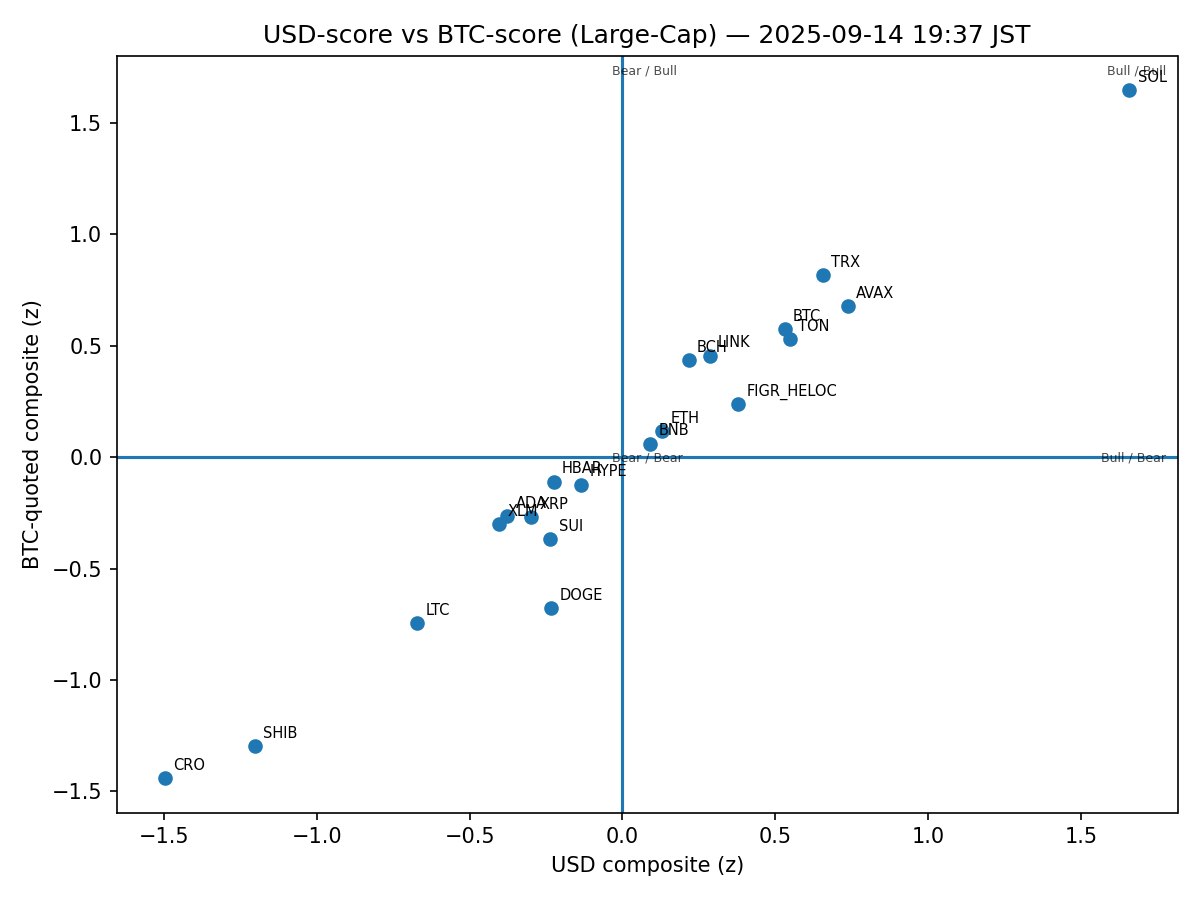 USD-score vs BTC-score (Large-Cap) — 2025-09-14 19:37 JST
Bear / Bull
Bull / Bull
SOL
1.5
TRX
1.0
AVAX
BTC
TON
LINK
BCH
0.5
FIGR_HELOC
ETH
BNB
0.0
Bear / Bear
Bull / Bear
HBAR
HYPE
ADA
XRP
XLM
SUI
−0.5
DOGE
LTC
−1.0
SHIB
CRO
−1.5
BTC-quoted composite (z)
−1.5
−1.0
−0.5
0.0
0.5
1.0
1.5
USD composite (z)